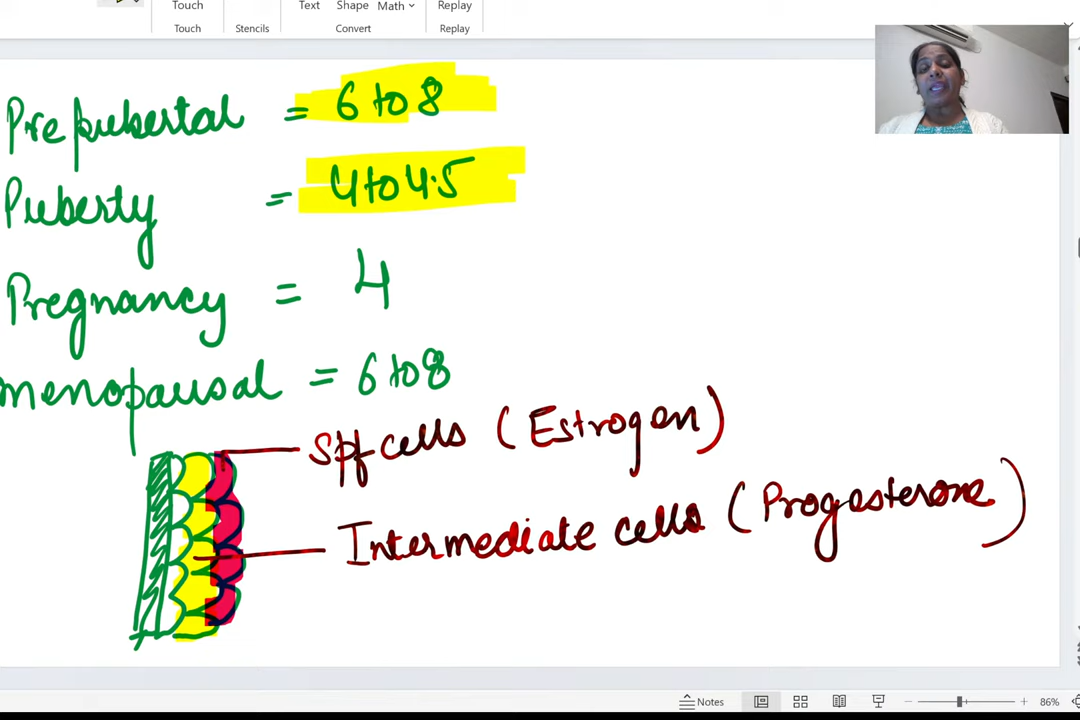 Touch
Text
Shape
Math
Replay
Touch
Stencils
Convert
Replay
Prepubertal = 6 to 8
Puberty = 4 to 4.5
Pregnancy = 4
menopausal = 6 to 8
Spf cells (Estrogen)
Intermediate cells (Progesterone)
Notes
86%